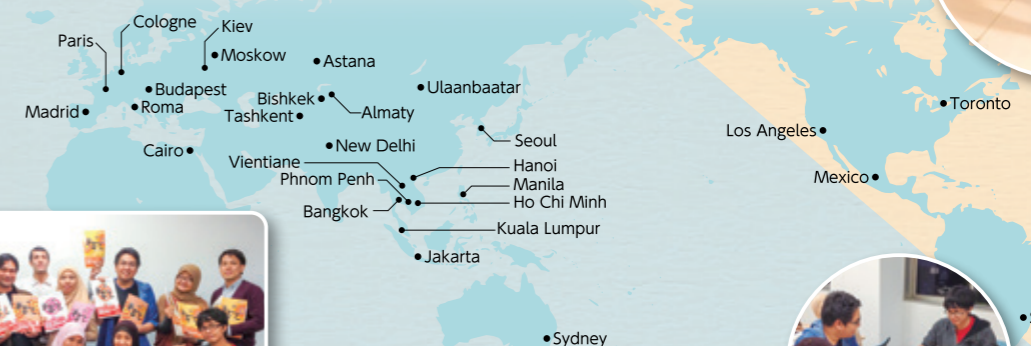 Cologne
Kiev
Paris
Moskow
Astana
Budapest
Ulaanbaatar
Bishkek
Roma
Almaty
Toronto
Madrid
Tashkent
Los Angeles
Seoul
Cairo
New Delhi
Vientiane
Hanoi
Mexico
Phnom Penh
Manila
Ho Chi Minh
Bangkok
Kuala Lumpur
Jakarta
Sydney